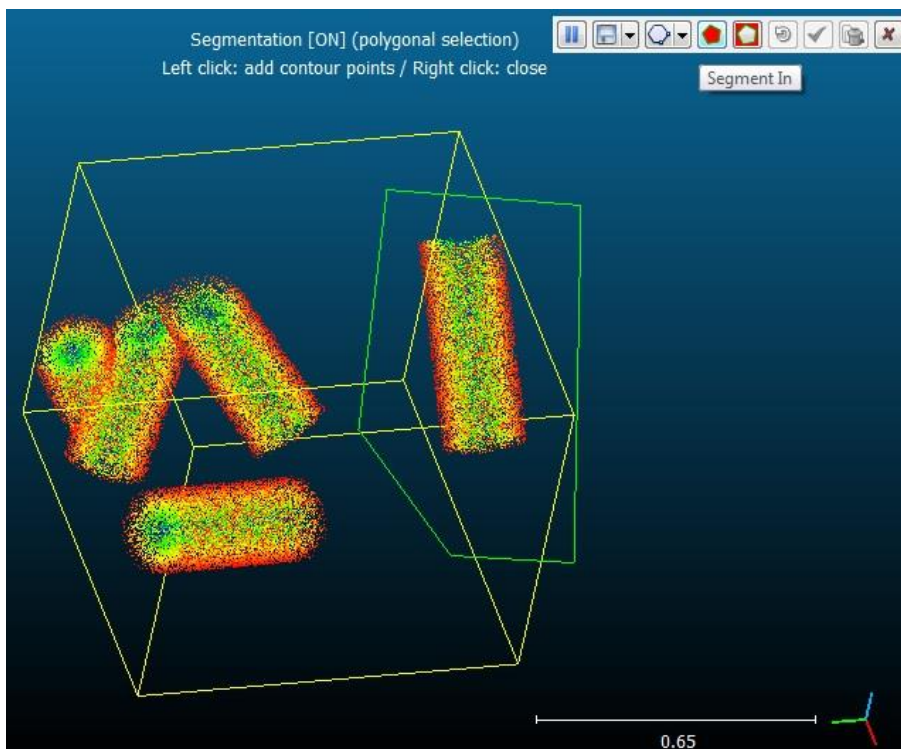 Segmentation [ON] (polygonal selection)
Left click: add contour points / Right click: close
Segment In
0.65